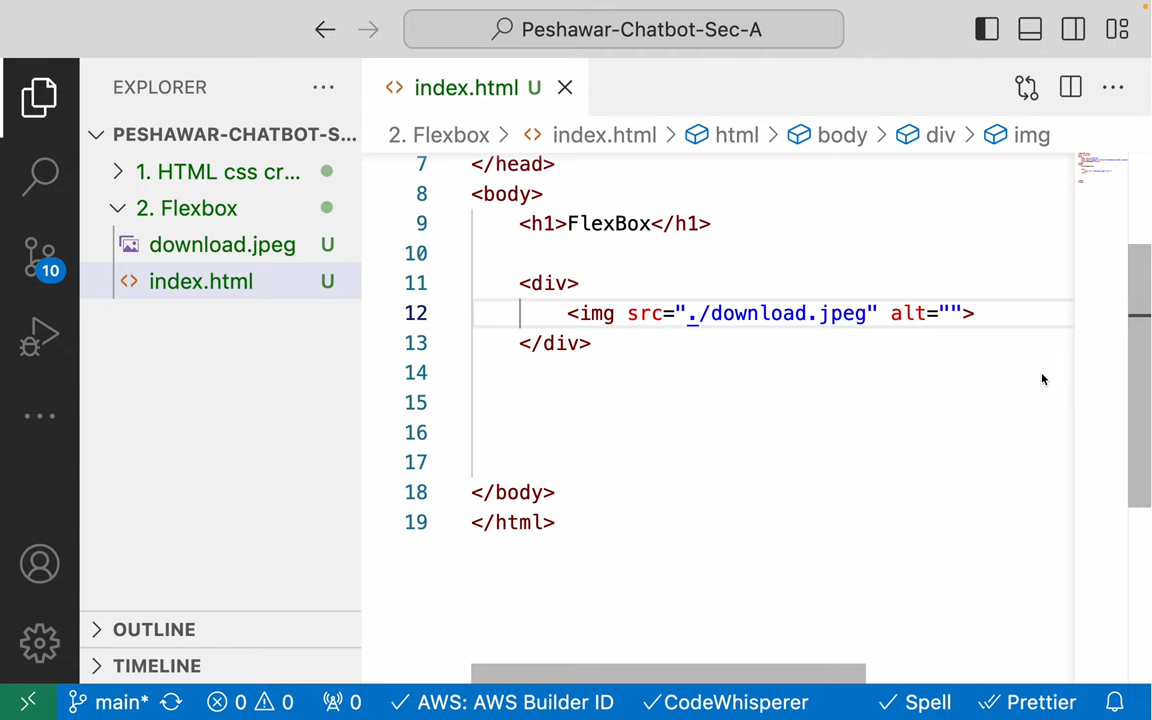 Peshawar-Chatbot-Sec-A
EXPLORER
index.html U
PESHAWAR-CHATBOT-S...
2. Flexbox > index.html > html > body > div > img
1. HTML css cr...
2. Flexbox
download.jpeg U
index.html U
10
7 </head>
8 <body>
9 <h1>FlexBox</h1>
10
11 <div>
12 <img src="./download.jpeg" alt="">
13 </div>
14
15
16
17
18 </body>
19 </html>
OUTLINE
TIMELINE
main* 0 0 0 AWS: AWS Builder ID CodeWhisperer Spell Prettier